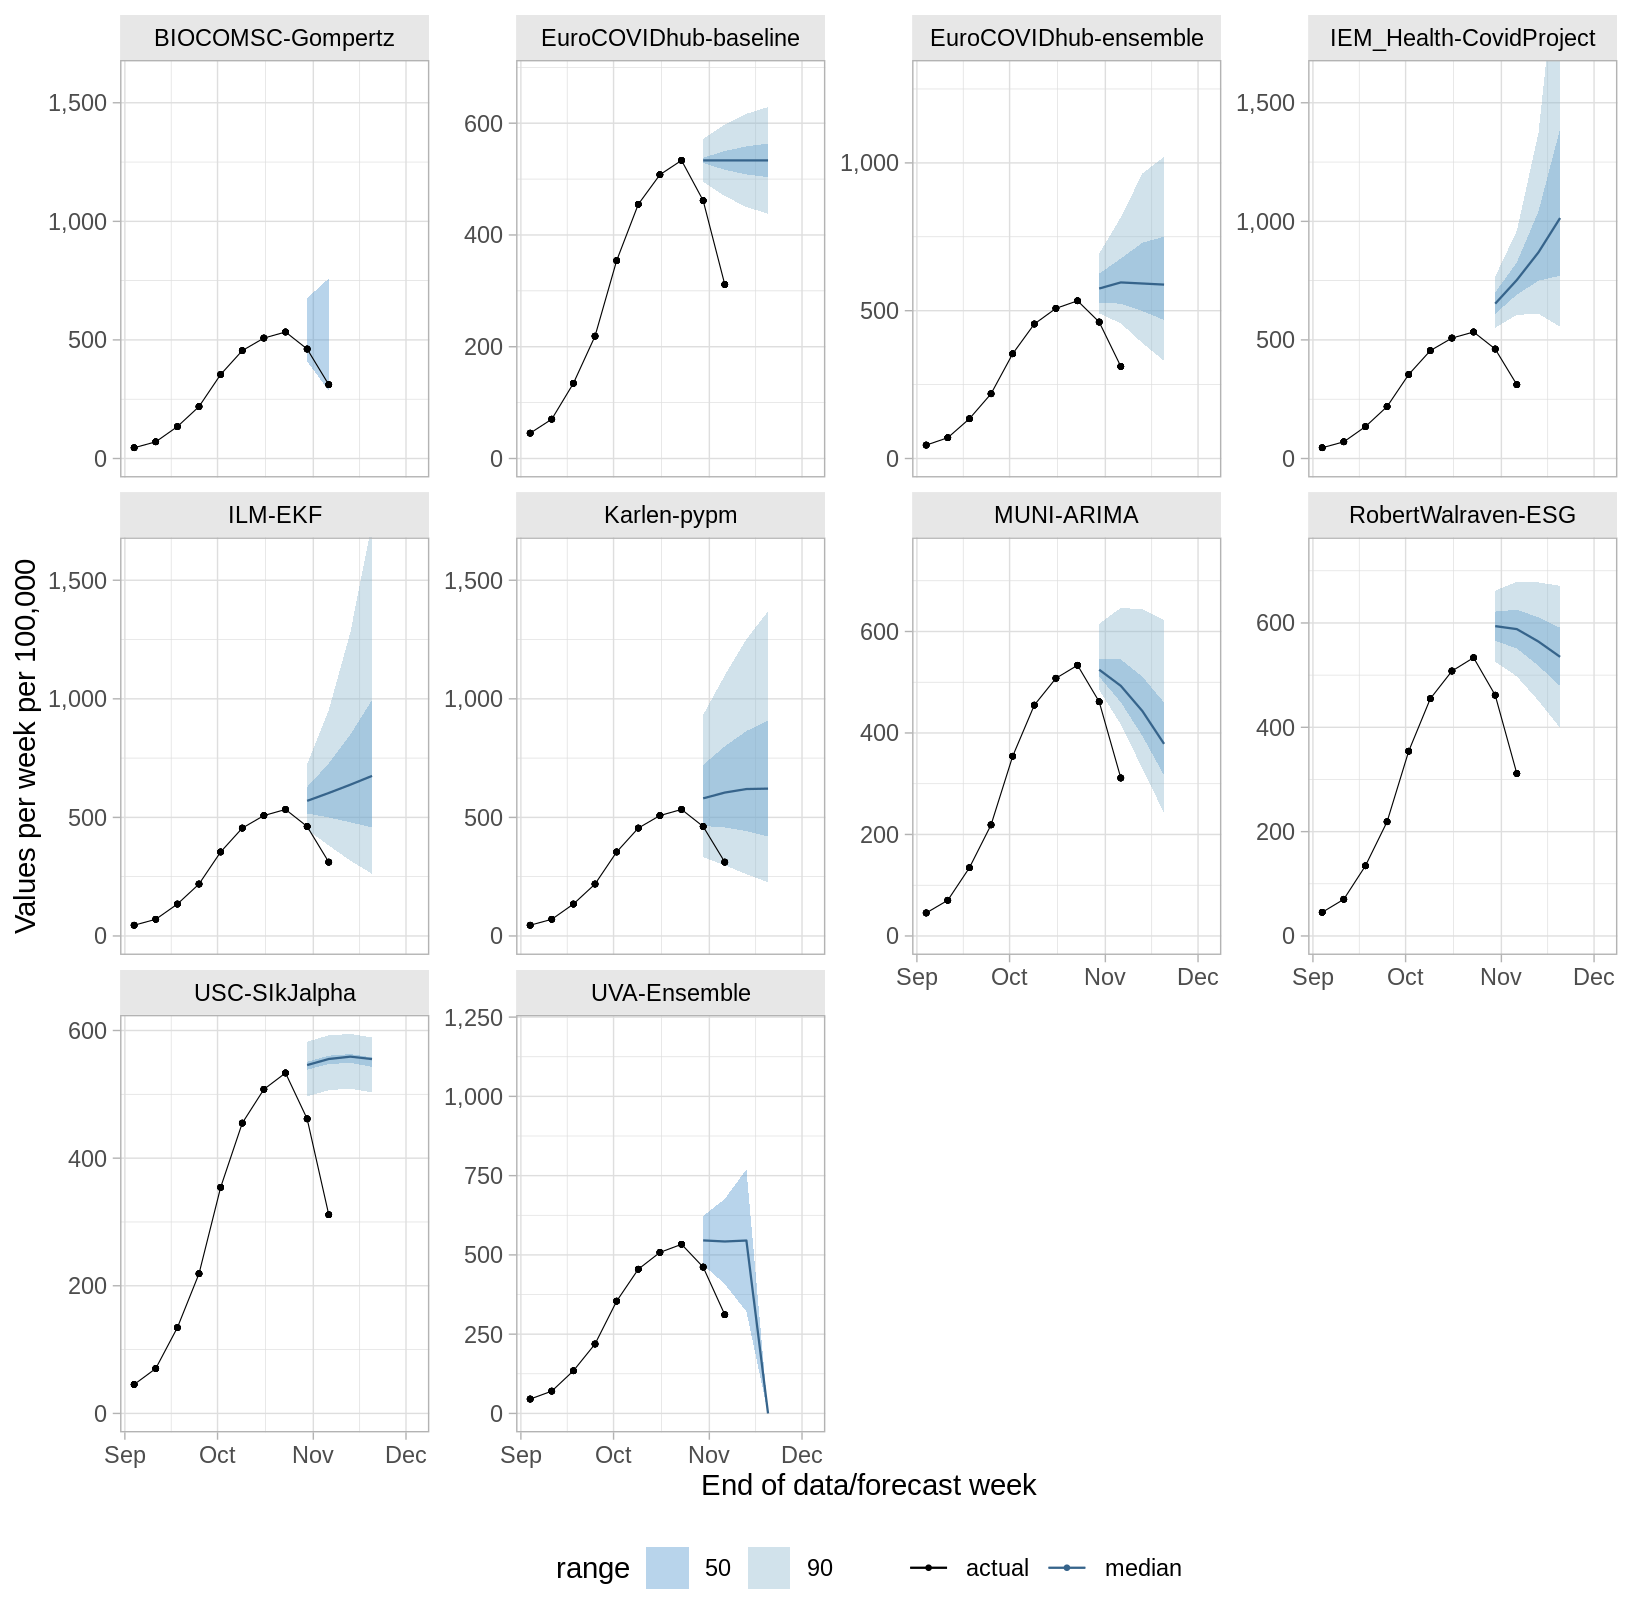 BIOCOMSC-Gompertz
EuroCOVIDhub-baseline
EuroCOVIDhub-ensemble
IEM_Health-CovidProject
1,500
1,000
500
0
600
400
200
0
1,000
500
0
1,500
1,000
500
0
ILM-EKF
Karlen-pypm
MUNI-ARIMA
RobertWalraven-ESG
Values per week per 100,000
1,500
1,000
500
0
1,500
1,000
500
0
600
400
200
0
600
400
200
0
Sep Oct Nov Dec
Sep Oct Nov Dec
USC-SIkJalpha
UVA-Ensemble
600
400
200
0
1,250
1,000
750
500
250
0
Sep Oct Nov Dec
Sep Oct Nov Dec
End of data/forecast week
range 50 90 actual median